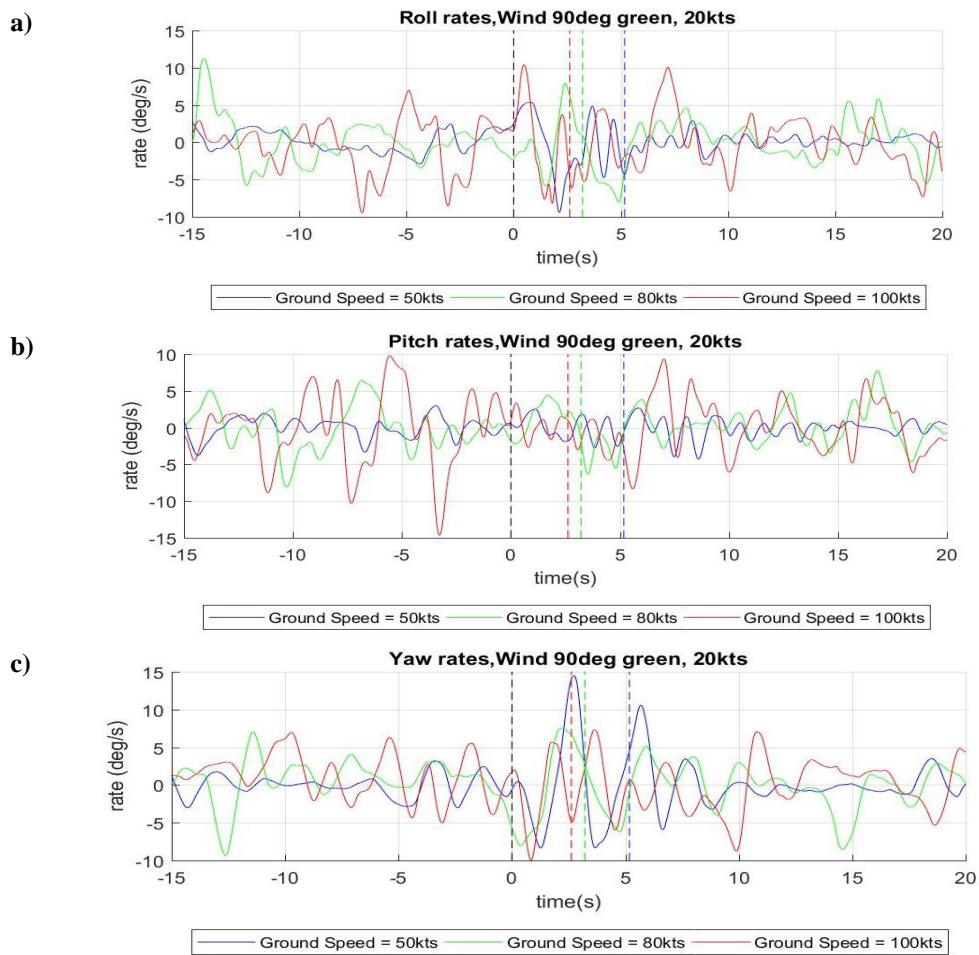 a)
Roll rates,Wind 90deg green, 20kts
15
10
5
0
-5
-10
rate (deg/s)
-15 -10 -5 0 5 10 15 20
time(s)
Ground Speed = 50kts Ground Speed = 80kts Ground Speed = 100kts
b)
Pitch rates,Wind 90deg green, 20kts
10
5
0
-5
-10
-15
rate (deg/s)
-15 -10 -5 0 5 10 15 20
time(s)
Ground Speed = 50kts Ground Speed = 80kts Ground Speed = 100kts
c)
Yaw rates,Wind 90deg green, 20kts
15
10
5
0
-5
-10
rate (deg/s)
-15 -10 -5 0 5 10 15 20
time(s)
Ground Speed = 50kts Ground Speed = 80kts Ground Speed = 100kts